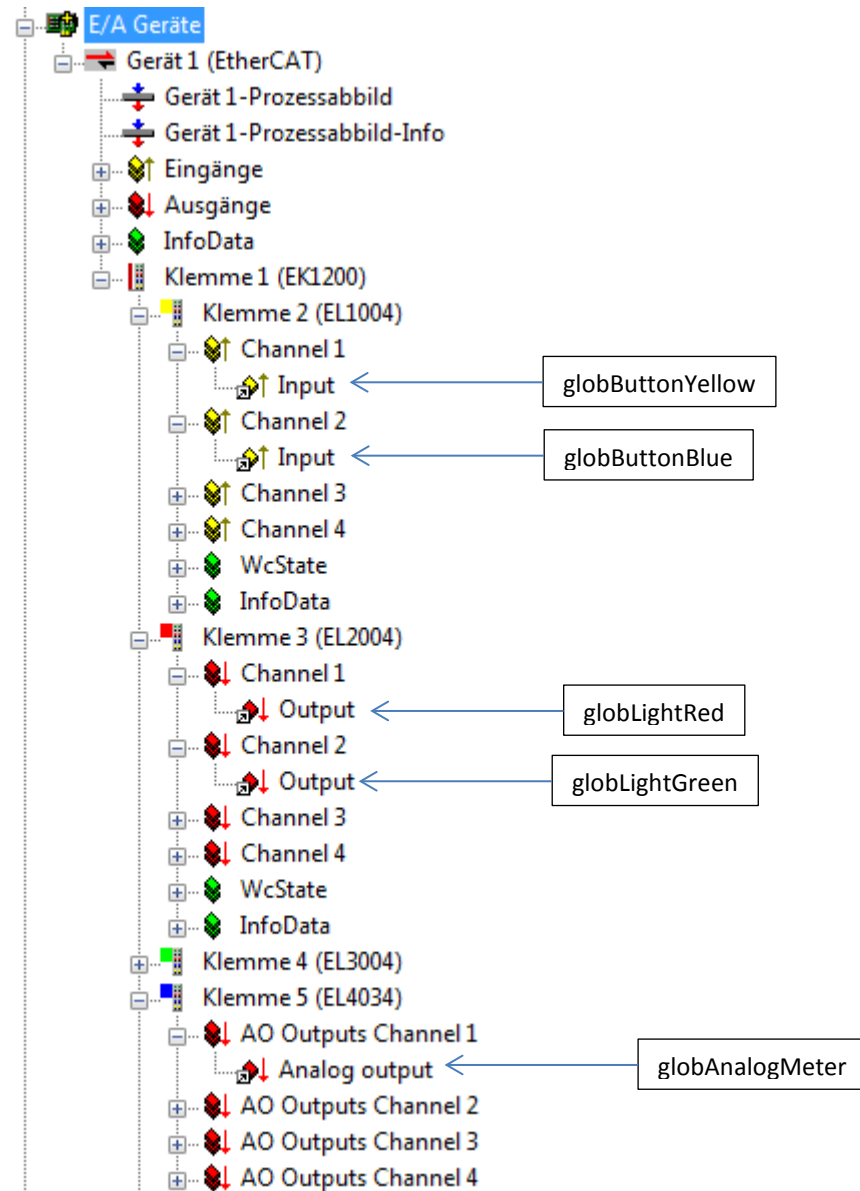 E/A Geräte
Gerät 1 (EtherCAT)
Gerät 1-Prozessabbild
Gerät 1-Prozessabbild-Info
Eingänge
Ausgänge
InfoData
Klemme 1 (EK1200)
Klemme 2 (EL1004)
Channel 1
Input globButtonYellow
Channel 2
Input globButtonBlue
Channel 3
Channel 4
WcState
InfoData
Klemme 3 (EL2004)
Channel 1
Output globLightRed
Channel 2
Output globLightGreen
Channel 3
Channel 4
WcState
InfoData
Klemme 4 (EL3004)
Klemme 5 (EL4034)
AO Outputs Channel 1
Analog output globAnalogMeter
AO Outputs Channel 2
AO Outputs Channel 3
AO Outputs Channel 4